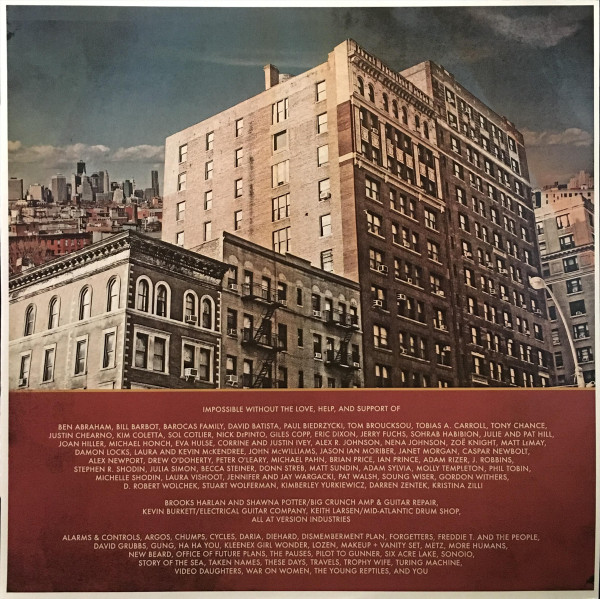 IMPOSSIBLE WITHOUT THE LOVE, HELP, AND SUPPORT OF
BEN ABRAHAM, BILL BARBOT, BAROCAS FAMILY, DAVID BATISTA, PAUL BIEDRZYCKI, TOM BROUCKSOU, TOBIAS A. CARROLL, TONY CHANCE,
JUSTIN CHEARNO, KIM COLETTA, SOL COTLIER, NICK DePINTO, GILES COPP, ERIC DIXON, JERRY FUCHS, SOHRAB HABIBION, JULIE AND PAT HILL,
JOAN HILLER, MICHAEL HONCH, EVA HULSE, CORRINE AND JUSTIN IVEY, ALEX R. JOHNSON, NENA JOHNSON, ZOË KNIGHT, MATT LeMAY,
DAMON LOCKS, LAURA AND KEVIN McKENDREE, JOHN McWILLIAMS, JASON IAN MORIBER, JANET MORGAN, CASPAR NEWBOLT,
ALEX NEWPORT, DREW O'DOHERTY, PETER O'LEARY, MICHAEL PAHN, BRIAN PRICE, IAN PRINCE, ADAM RIZER, J. ROBBINS,
STEPHEN R. SHODIN, JULIA SIMON, BECCA STEINER, DONN STREB, MATT SUNDIN, ADAM SYLVIA, MOLLY TEMPLETON, PHIL TOBIN,
MICHELLE SHODIN, LAURA VISHOOT, JENNIFER AND JAY WARGACKI, PAT WALSH, SOUNG WISER, GORDON WITHERS,
D. ROBERT WOLCHEK, STUART WOLFERMAN, KIMBERLEY YURKIEWICZ, DARREN ZENTEK, KRISTINA ZILLI
BROOKS HARLAN AND SHAWNA POTTER/BIG CRUNCH AMP & GUITAR REPAIR,
KEVIN BURKETT/ELECTRICAL GUITAR COMPANY, KEITH LARSEN/MID-ATLANTIC DRUM SHOP,
ALL AT VERSION INDUSTRIES
ALARMS & CONTROLS, ARGOS, CHUMPS, CYCLES, DARIA, DIEHARD, DISMEMBERMENT PLAN, FORGETTERS, FREDDIE T. AND THE PEOPLE,
DAVID GRUBBS, GUNG, HA HA YOU, KLEENEX GIRL WONDER, LOZEN, MAKEUP + VANITY SET, METZ, MORE HUMANS,
NEW BEARD, OFFICE OF FUTURE PLANS, THE PAUSES, PILOT TO GUNNER, SIX ACRE LAKE, SONOIO,
STORY OF THE SEA, TAKEN NAMES, THESE DAYS, TRAVELS, TROPHY WIFE, TURING MACHINE,
VIDEO DAUGHTERS, WAR ON WOMEN, THE YOUNG REPTILES, AND YOU